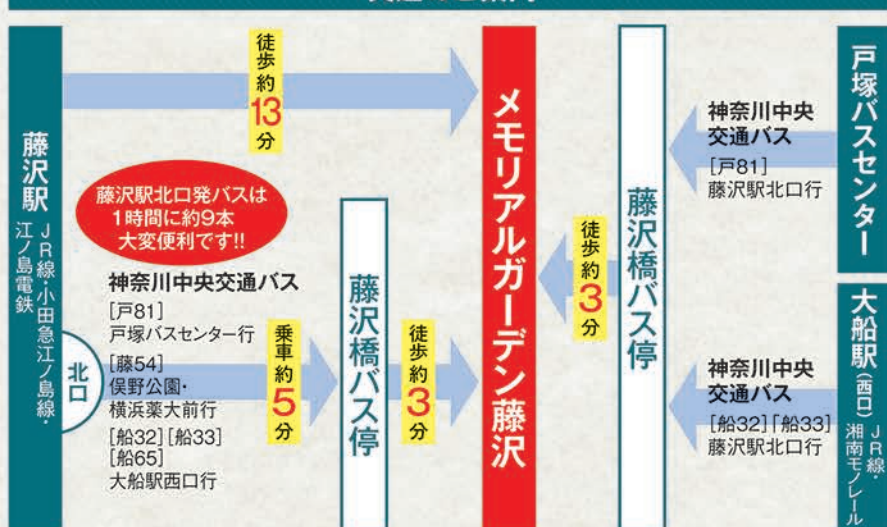 藤沢駅
JR線・小田急江ノ島線・
江ノ島電鉄
北口
徒歩約13分
藤沢駅北口発バスは
1時間に約9本
大変便利です!!
神奈川中央交通バス
[戸81]
戸塚バスセンター行
[藤54]
俣野公園・
横浜薬大前行
[船32][船33]
[船65]
大船駅西口行
乗車約5分
藤沢橋バス停
徒歩約3分
メモリアルガーデン藤沢
徒歩約3分
藤沢橋バス停
神奈川中央
交通バス
[戸81]
藤沢駅北口行
戸塚バスセンター
神奈川中央
交通バス
[船32][船33]
藤沢駅北口行
大船駅(西口)
JR線・
湘南モノレール